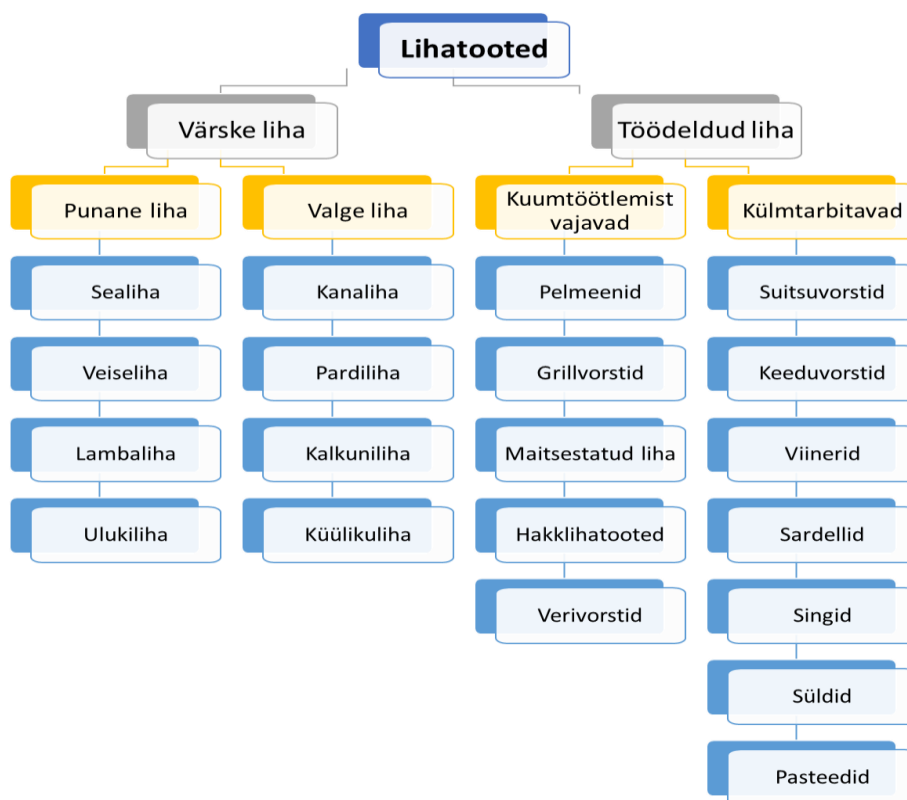 Lihatooted
Värske liha
Töödeldud liha
Punane liha
Valge liha
Kuumtöötlemist
vajavad
Külmtarbitavad
Sealiha
Kanaliha
Pelmeenid
Suitsuvorstid
Veiseliha
Pardiliha
Grillvorstid
Keeduvorstid
Lambaliha
Kalkuniliha
Maitsestatud liha
Viinerid
Ulukiliha
Küülikuliha
Hakklihatooted
Sardellid
Verivorstid
Singid
Süldid
Pasteedid